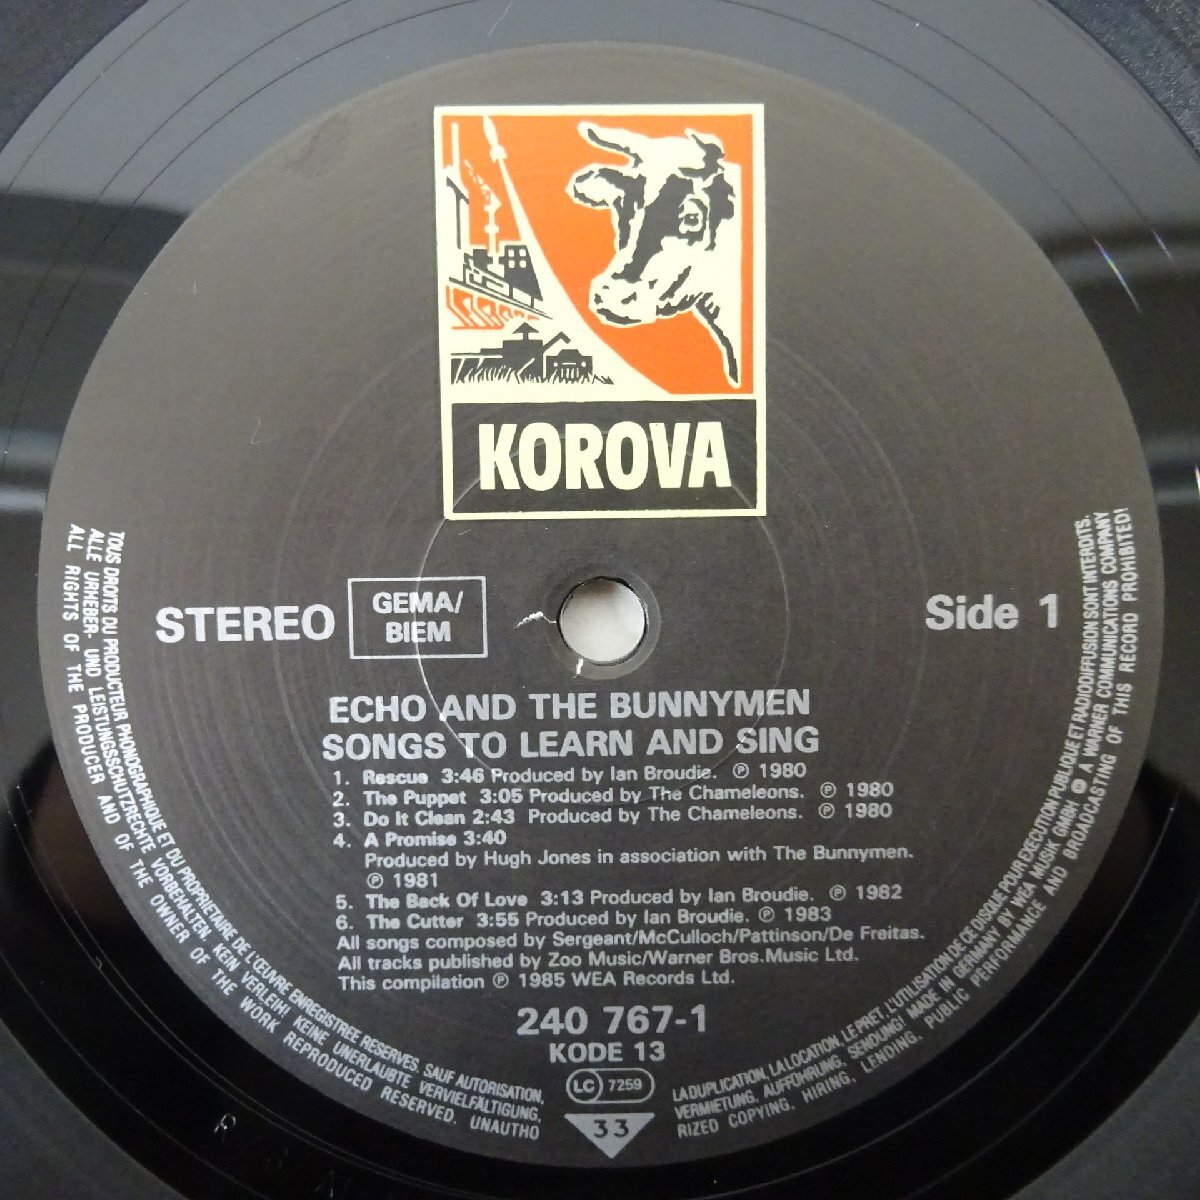 KOROVA
STEREO
GEMA/
BIEM
Side 1
ECHO AND THE BUNNYMEN
SONGS TO LEARN AND SING
1. Rescue 3:46 Produced by Ian Broudie. ℗ 1980
2. The Puppet 3:05 Produced by The Chameleons. ℗ 1980
3. Do It Clean 2:43 Produced by The Chameleons. ℗ 1980
4. A Promise 3:40
Produced by Hugh Jones in association with The Bunnymen.
℗ 1981
5. The Back Of Love 3:13 Produced by Ian Broudie. ℗ 1982
6. The Cutter 3:55 Produced by Ian Broudie. ℗ 1983
All songs composed by Sergeant/McCulloch/Pattinson/De Freitas.
All tracks published by Zoo Music/Warner Bros.Music Ltd.
This compilation ℗ 1985 WEA Records Ltd.
240 767-1
KODE 13
LC 7259
33
TOUS DROITS DU PRODUCTEUR PHONOGRAPHIQUE ET DU PROPRIETAIRE DE L'ŒUVRE ENREGISTREE RESERVES. SAUF AUTORISATION, LA DUPLICATION, LA LOCATION, LE PRET, L'UTILISATION DE CE DISQUE POUR EXECUTION PUBLIQUE ET RADIODIFFUSION SONT INTERDITS.
ALLE URHEBER- UND LEISTUNGSSCHUTZRECHTE VORBEHALTEN. KEIN VERLEIH! KEINE UNERLAUBTE VERVIELFÄLTIGUNG, VERMIETUNG, AUFFÜHRUNG, SENDUNG! MADE IN GERMANY BY WEA MUSIK GMBH A WARNER COMMUNICATIONS COMPANY
ALL RIGHTS OF THE PRODUCER AND OF THE OWNER OF THE WORK REPRODUCED RESERVED. UNAUTHORIZED COPYING, HIRING, LENDING, PUBLIC PERFORMANCE AND BROADCASTING OF THIS RECORD PROHIBITED!